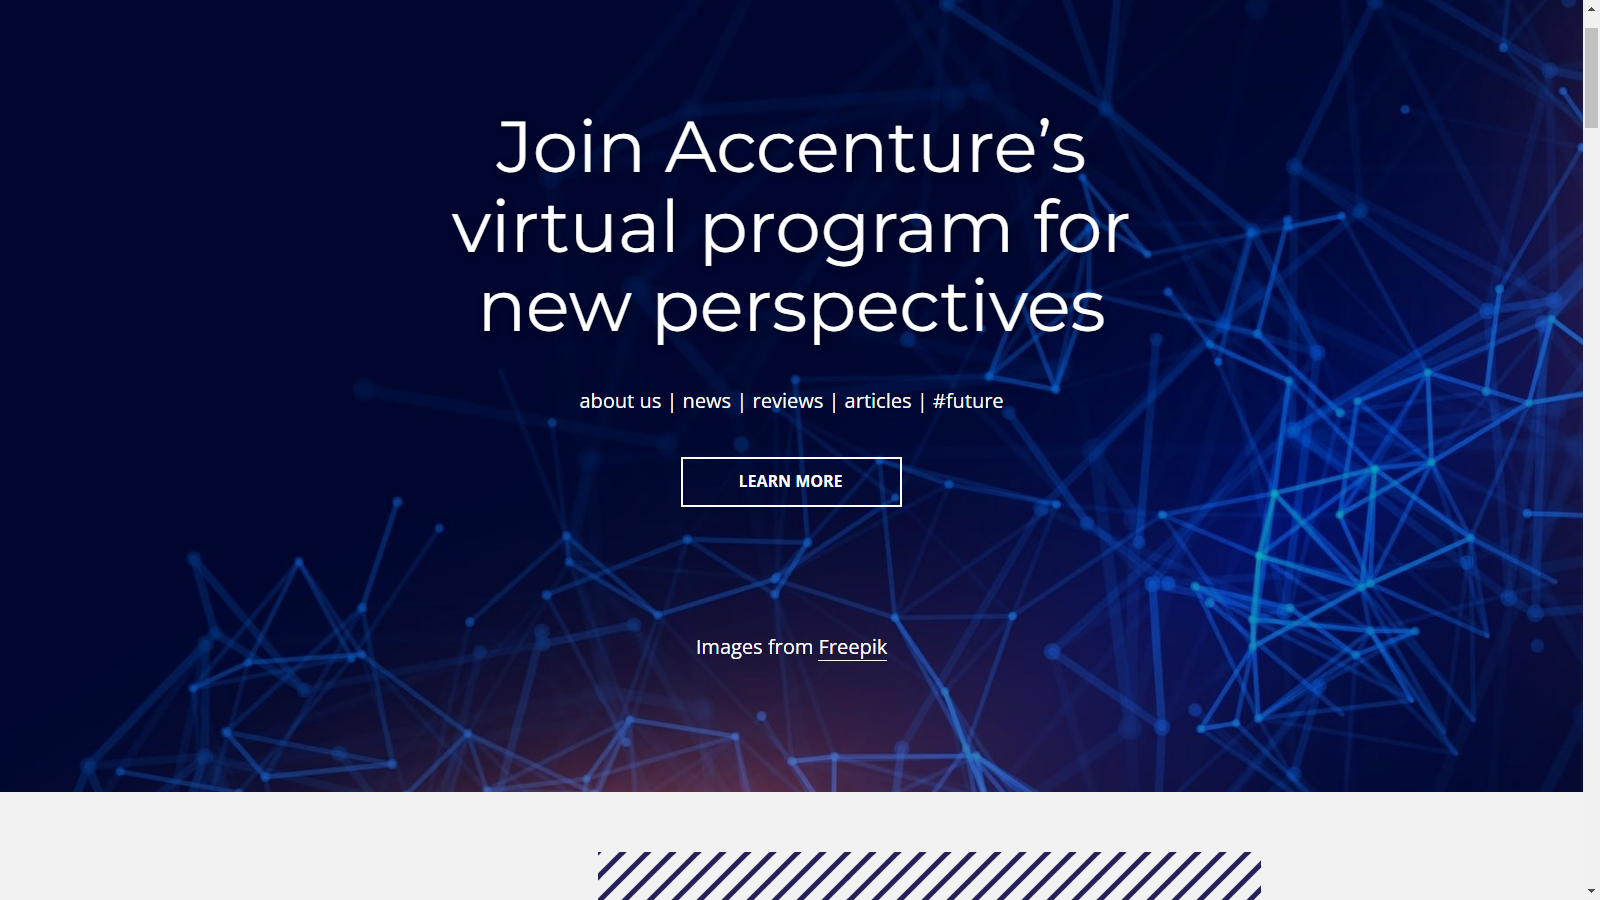 Join Accenture’s
virtual program for
new perspectives
about us | news | reviews | articles | #future
LEARN MORE
Images from Freepik